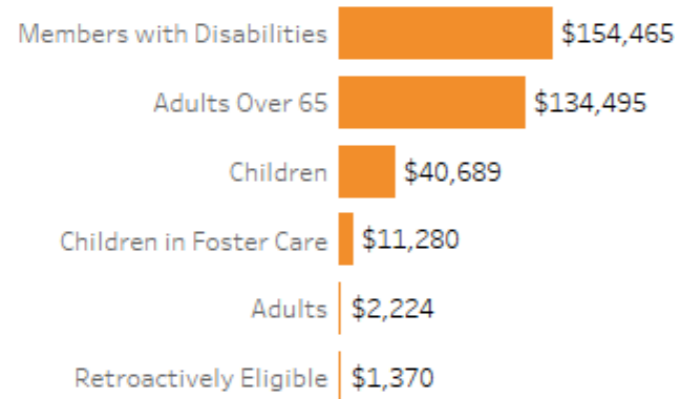 Members with Disabilities $154,465
Adults Over 65 $134,495
Children $40,689
Children in Foster Care $11,280
Adults $2,224
Retroactively Eligible $1,370